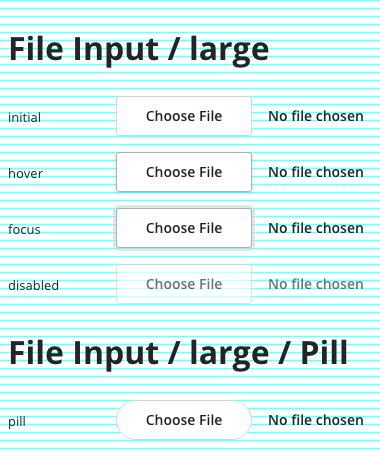 File Input / large
initial Choose File No file chosen
hover Choose File No file chosen
focus Choose File No file chosen
disabled Choose File No file chosen
File Input / large / Pill
pill Choose File No file chosen